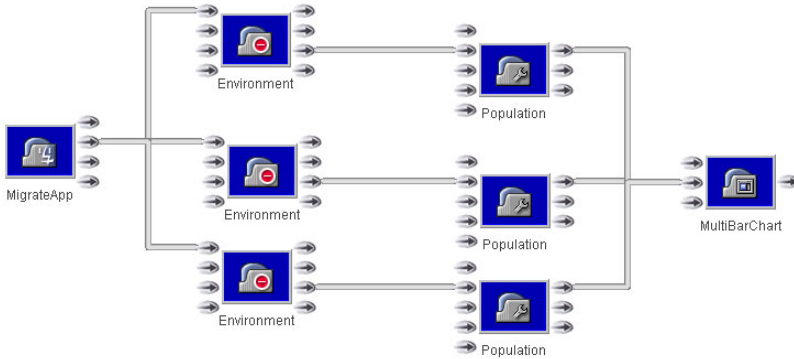 Environment
Population
MigrateApp
Environment
MultiBarChart
Population
Environment
Population